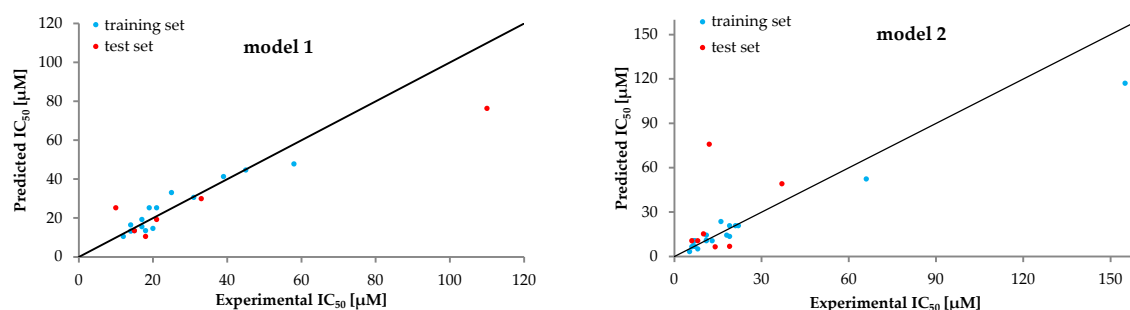 training set
test set
model 1
Predicted IC50 [µM]
120
100
80
60
40
20
0
0 20 40 60 80 100 120
Experimental IC50 [µM]
training set
test set
model 2
Predicted IC50 [µM]
150
120
90
60
30
0
0 30 60 90 120 150
Experimental IC50 [µM]